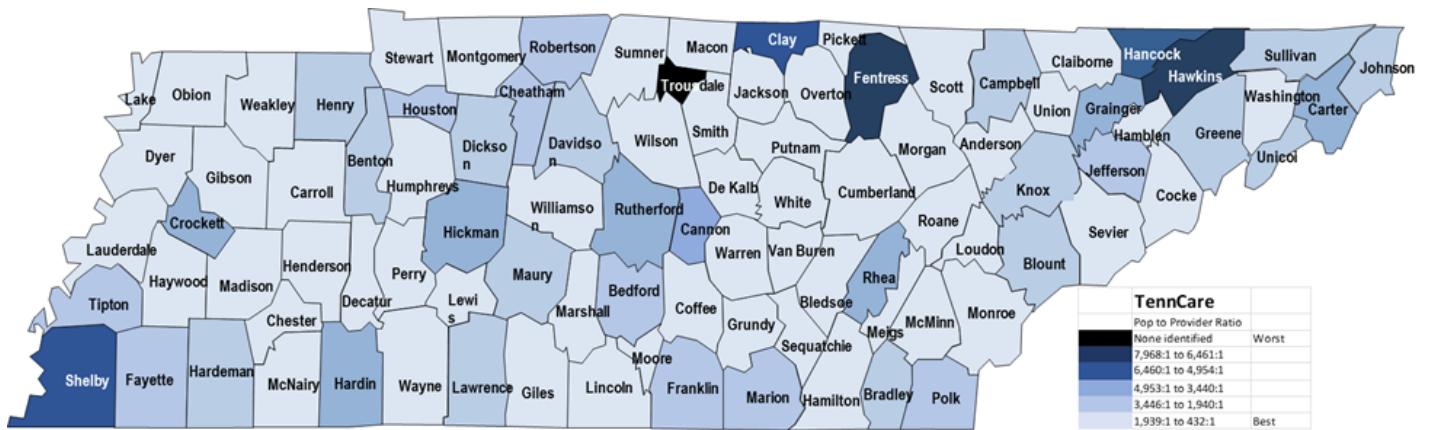 Stewart
Montgomery
Robertson
Sumner
Macon
Clay
Pickett
Fentress
Scott
Campbell
Claiborne
Hancock
Hawkins
Sullivan
Johnson
Lake
Obion
Weakley
Henry
Houston
Cheatham
Trousdale
Jackson
Overton
Union
Grainger
Hamblen
Washington
Carter
Greene
Unicoi
Dyer
Gibson
Carroll
Benton
Humphreys
Dickso
n
Davidso
n
Wilson
Smith
Putnam
Morgan
Anderson
Knox
Jefferson
Cocke
Crockett
Hickman
Williamso
n
Rutherford
Cannon
De Kalb
White
Cumberland
Roane
Loudon
Sevier
Blount
Lauderdale
Haywood
Madison
Henderson
Decatur
Perry
Lewi
s
Maury
Marshall
Bedford
Coffee
Warren
Van Buren
Bledsoe
Rhea
Meigs
McMinn
Monroe
Tipton
Chester
Grundy
Sequatchie
Moore
Shelby
Fayette
Hardeman
McNairy
Hardin
Wayne
Lawrence
Giles
Lincoln
Franklin
Marion
Hamilton
Bradley
Polk
TennCare
Pop to Provider Ratio
None identified Worst
7,968:1 to 6,461:1
6,460:1 to 4,954:1
4,953:1 to 3,440:1
3,446:1 to 1,940:1
1,939:1 to 432:1 Best